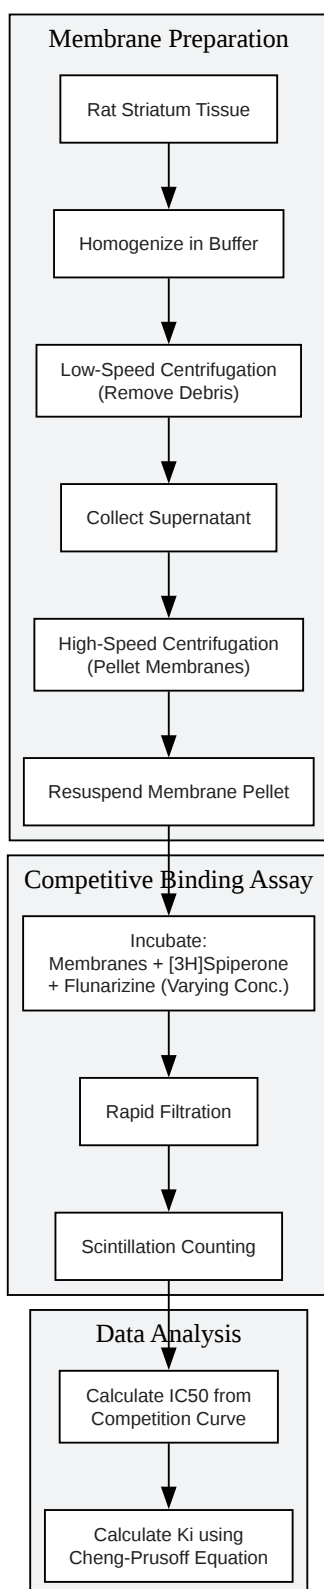 Membrane Preparation
Rat Striatum Tissue
Homogenize in Buffer
Low-Speed Centrifugation
(Remove Debris)
Collect Supernatant
High-Speed Centrifugation
(Pellet Membranes)
Resuspend Membrane Pellet
Competitive Binding Assay
Incubate:
Membranes + [3H]Spiperone
+ Flunarizine (Varying Conc.)
Rapid Filtration
Scintillation Counting
Data Analysis
Calculate IC50 from
Competition Curve
Calculate Ki using
Cheng-Prusoff Equation